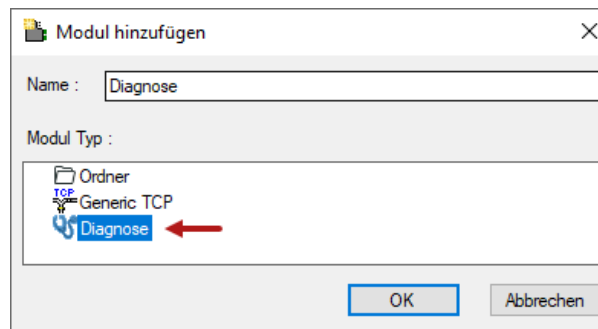 Modul hinzufügen
Name :
Diagnose
Modul Typ :
Ordner
TCP
Generic TCP
Diagnose
OK
Abbrechen